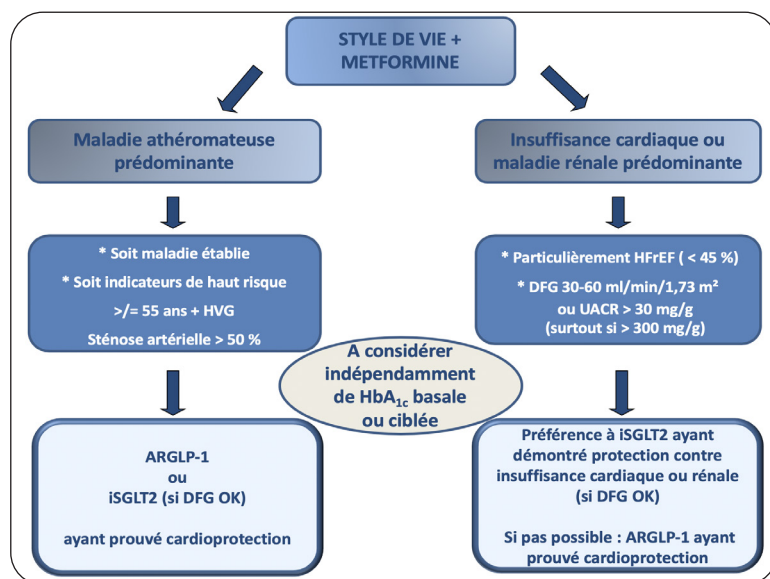 STYLE DE VIE +
METFORMINE
Maladie athéromateuse
prédominante
Insuffisance cardiaque ou
maladie rénale prédominante
* Soit maladie établie
* Soit indicateurs de haut risque
>/= 55 ans + HVG
Sténose artérielle > 50 %
* Particulièrement HFrEF ( < 45 %)
* DFG 30-60 ml/min/1,73 m²
ou UACR > 30 mg/g
(surtout si > 300 mg/g)
A considérer
indépendamment
de HbA1c basale
ou ciblée
ARGLP-1
ou
iSGLT2 (si DFG OK)
ayant prouvé cardioprotection
Préférence à iSGLT2 ayant
démontré protection contre
insuffisance cardiaque ou rénale
(si DFG OK)
Si pas possible : ARGLP-1 ayant
prouvé cardioprotection